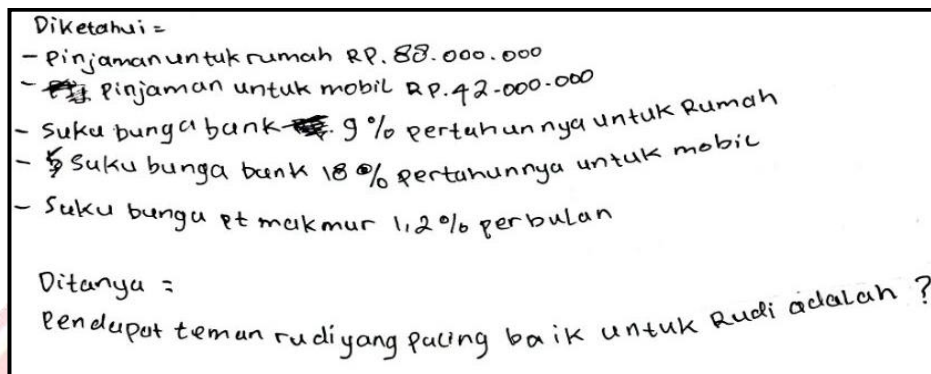 Diketahui =
- Pinjaman untuk rumah RP. 88.000.000
- Pinjaman untuk mobil RP. 42.000.000
- Suku bunga bank 9% pertahunnya untuk Rumah
- Suku bunga bank 18% pertahunnya untuk mobil
- Suku bunga pt makmur 1,2% perbulan
Ditanya =
Pendapat teman rudi yang paling baik untuk Rudi adalah ?